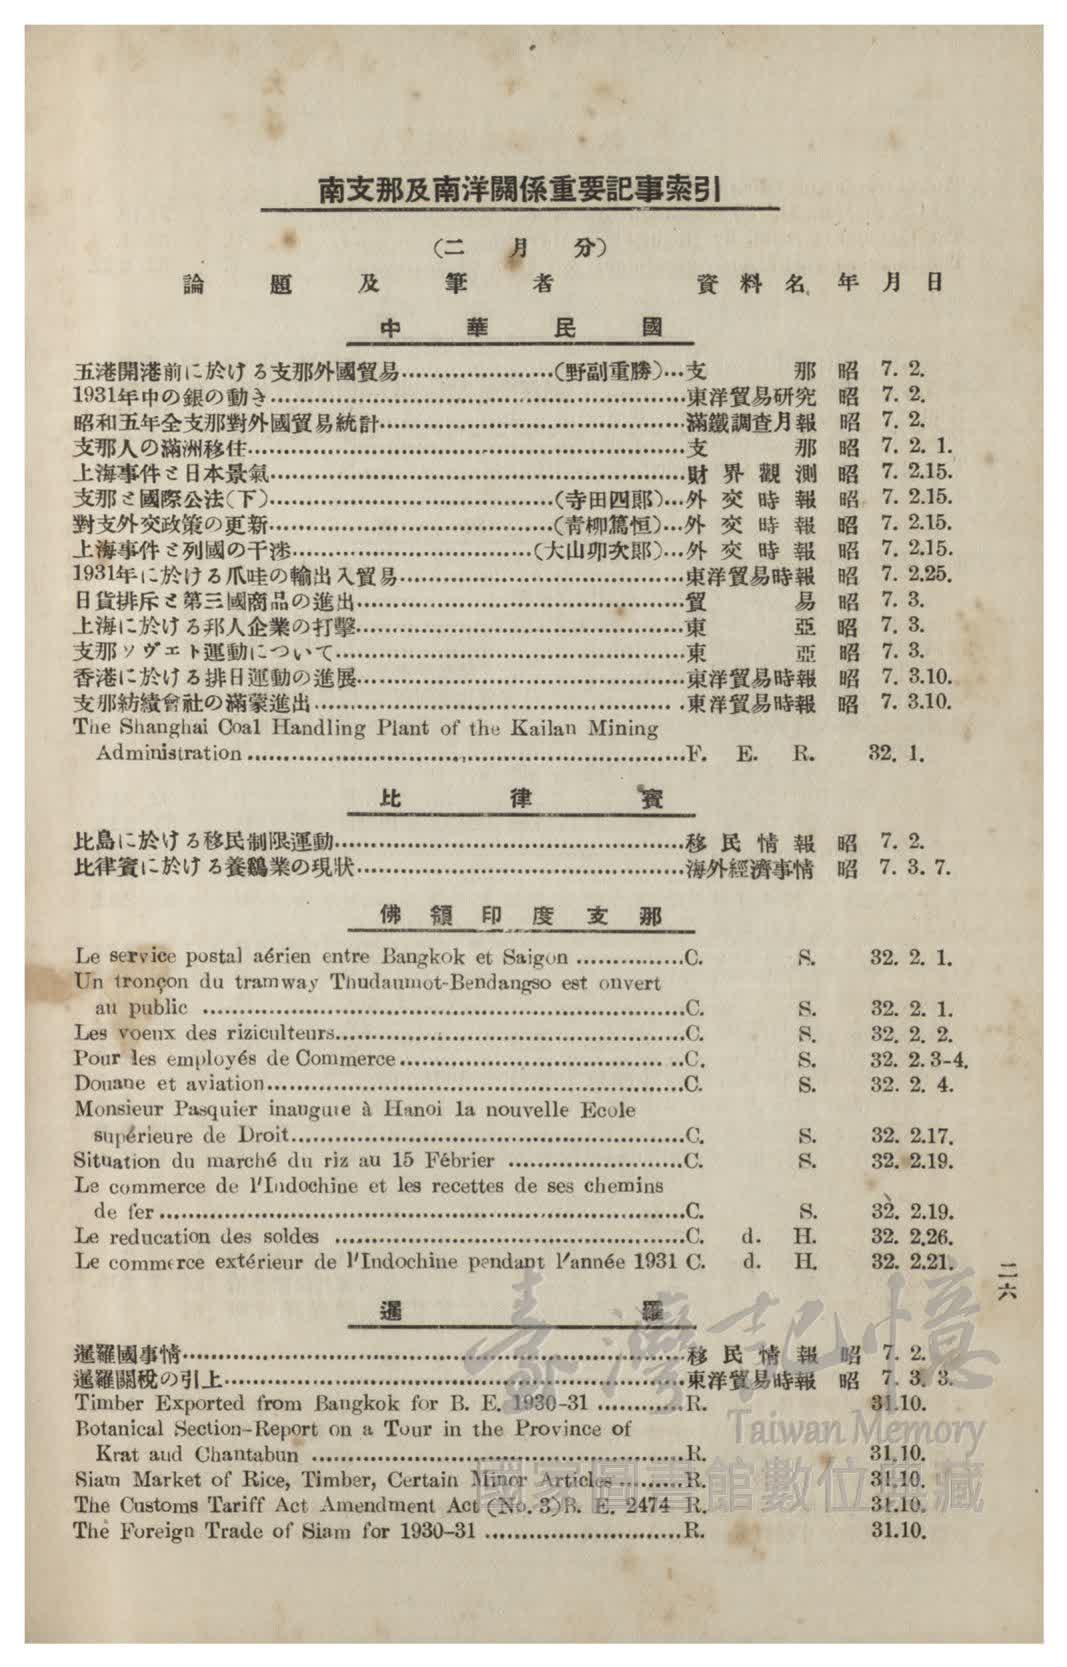 南支那及南洋關係重要記事索引
(二月分)
論題及筆者 資料名 年月日
中華民國
五港開港前に於ける支那外國貿易……(野副重勝)…支那 昭 7. 2.
1931年中の銀の動き……東洋貿易研究 昭 7. 2.
昭和五年全支那對外國貿易統計……滿鐵調査月報 昭 7. 2.
支那人の滿洲移住……支那 昭 7. 2. 1.
上海事件と日本景氣……財界觀測 昭 7. 2.15.
支那と國際公法(下)……(寺田四郎)…外交時報 昭 7. 2.15.
對支外交政策の更新……(青柳篤恒)…外交時報 昭 7. 2.15.
上海事件と列國の干渉……(大山卯次郎)…外交時報 昭 7. 2.15.
1931年に於ける爪哇の輸出入貿易……東洋貿易時報 昭 7. 2.25.
日貨排斥と第三國商品の進出……貿易 昭 7. 3.
上海に於ける邦人企業の打擊……東亞 昭 7. 3.
支那ソヴエト運動について……東亞 昭 7. 3.
香港に於ける排日運動の進展……東洋貿易時報 昭 7. 3.10.
支那紡績會社の滿蒙進出……東洋貿易時報 昭 7. 3.10.
The Shanghai Coal Handling Plant of the Kailan Mining
Administration……F. E. R. 32. 1.
比律賓
比島に於ける移民制限運動……移民情報 昭 7. 2.
比律賓に於ける養鷄業の現狀……海外經濟事情 昭 7. 3. 7.
佛領印度支那
Le service postal aérien entre Bangkok et Saigon……C. S. 32. 2. 1.
Un tronçon du tramway Thudaumot-Bendangso est onvert
au public ……C. S. 32. 2. 1.
Les voeux des riziculteurs……C. S. 32. 2. 2.
Pour les employés de Commerce……C. S. 32. 2. 3-4.
Douane et aviation……C. S. 32. 2. 4.
Monsieur Pasquier inaugure à Hanoi la nouvelle Ecole
supérieure de Droit……C. S. 32. 2.17.
Situation du marché du riz au 15 Fébrier ……C. S. 32. 2.19.
Le commerce de l'Indochine et les recettes de ses chemins
de fer……C. S. 32. 2.19.
Le reducation des soldes ……C. d. H. 32. 2.26.
Le commerce extérieur de l'Indochine pendant l'année 1931 C. d. H. 32. 2.21.
二六
暹羅
暹羅國事情……移民情報 昭 7. 2.
暹羅關稅の引上……東洋貿易時報 昭 7. 3. 3.
Timber Exported from Bangkok for B. E. 1930-31 ……R. 31.10.
Botanical Section-Report on a Tour in the Province of
Krat and Chantabun ……R. 31.10.
Siam Market of Rice, Timber, Certain Minor Articles……R. 31.10.
The Customs Tariff Act Amendment Act (No. 3)B. E. 2474 R. 31.10.
The Foreign Trade of Siam for 1930-31 ……R. 31.10.
臺灣記憶
Taiwan Memory
國家圖書館數位典藏